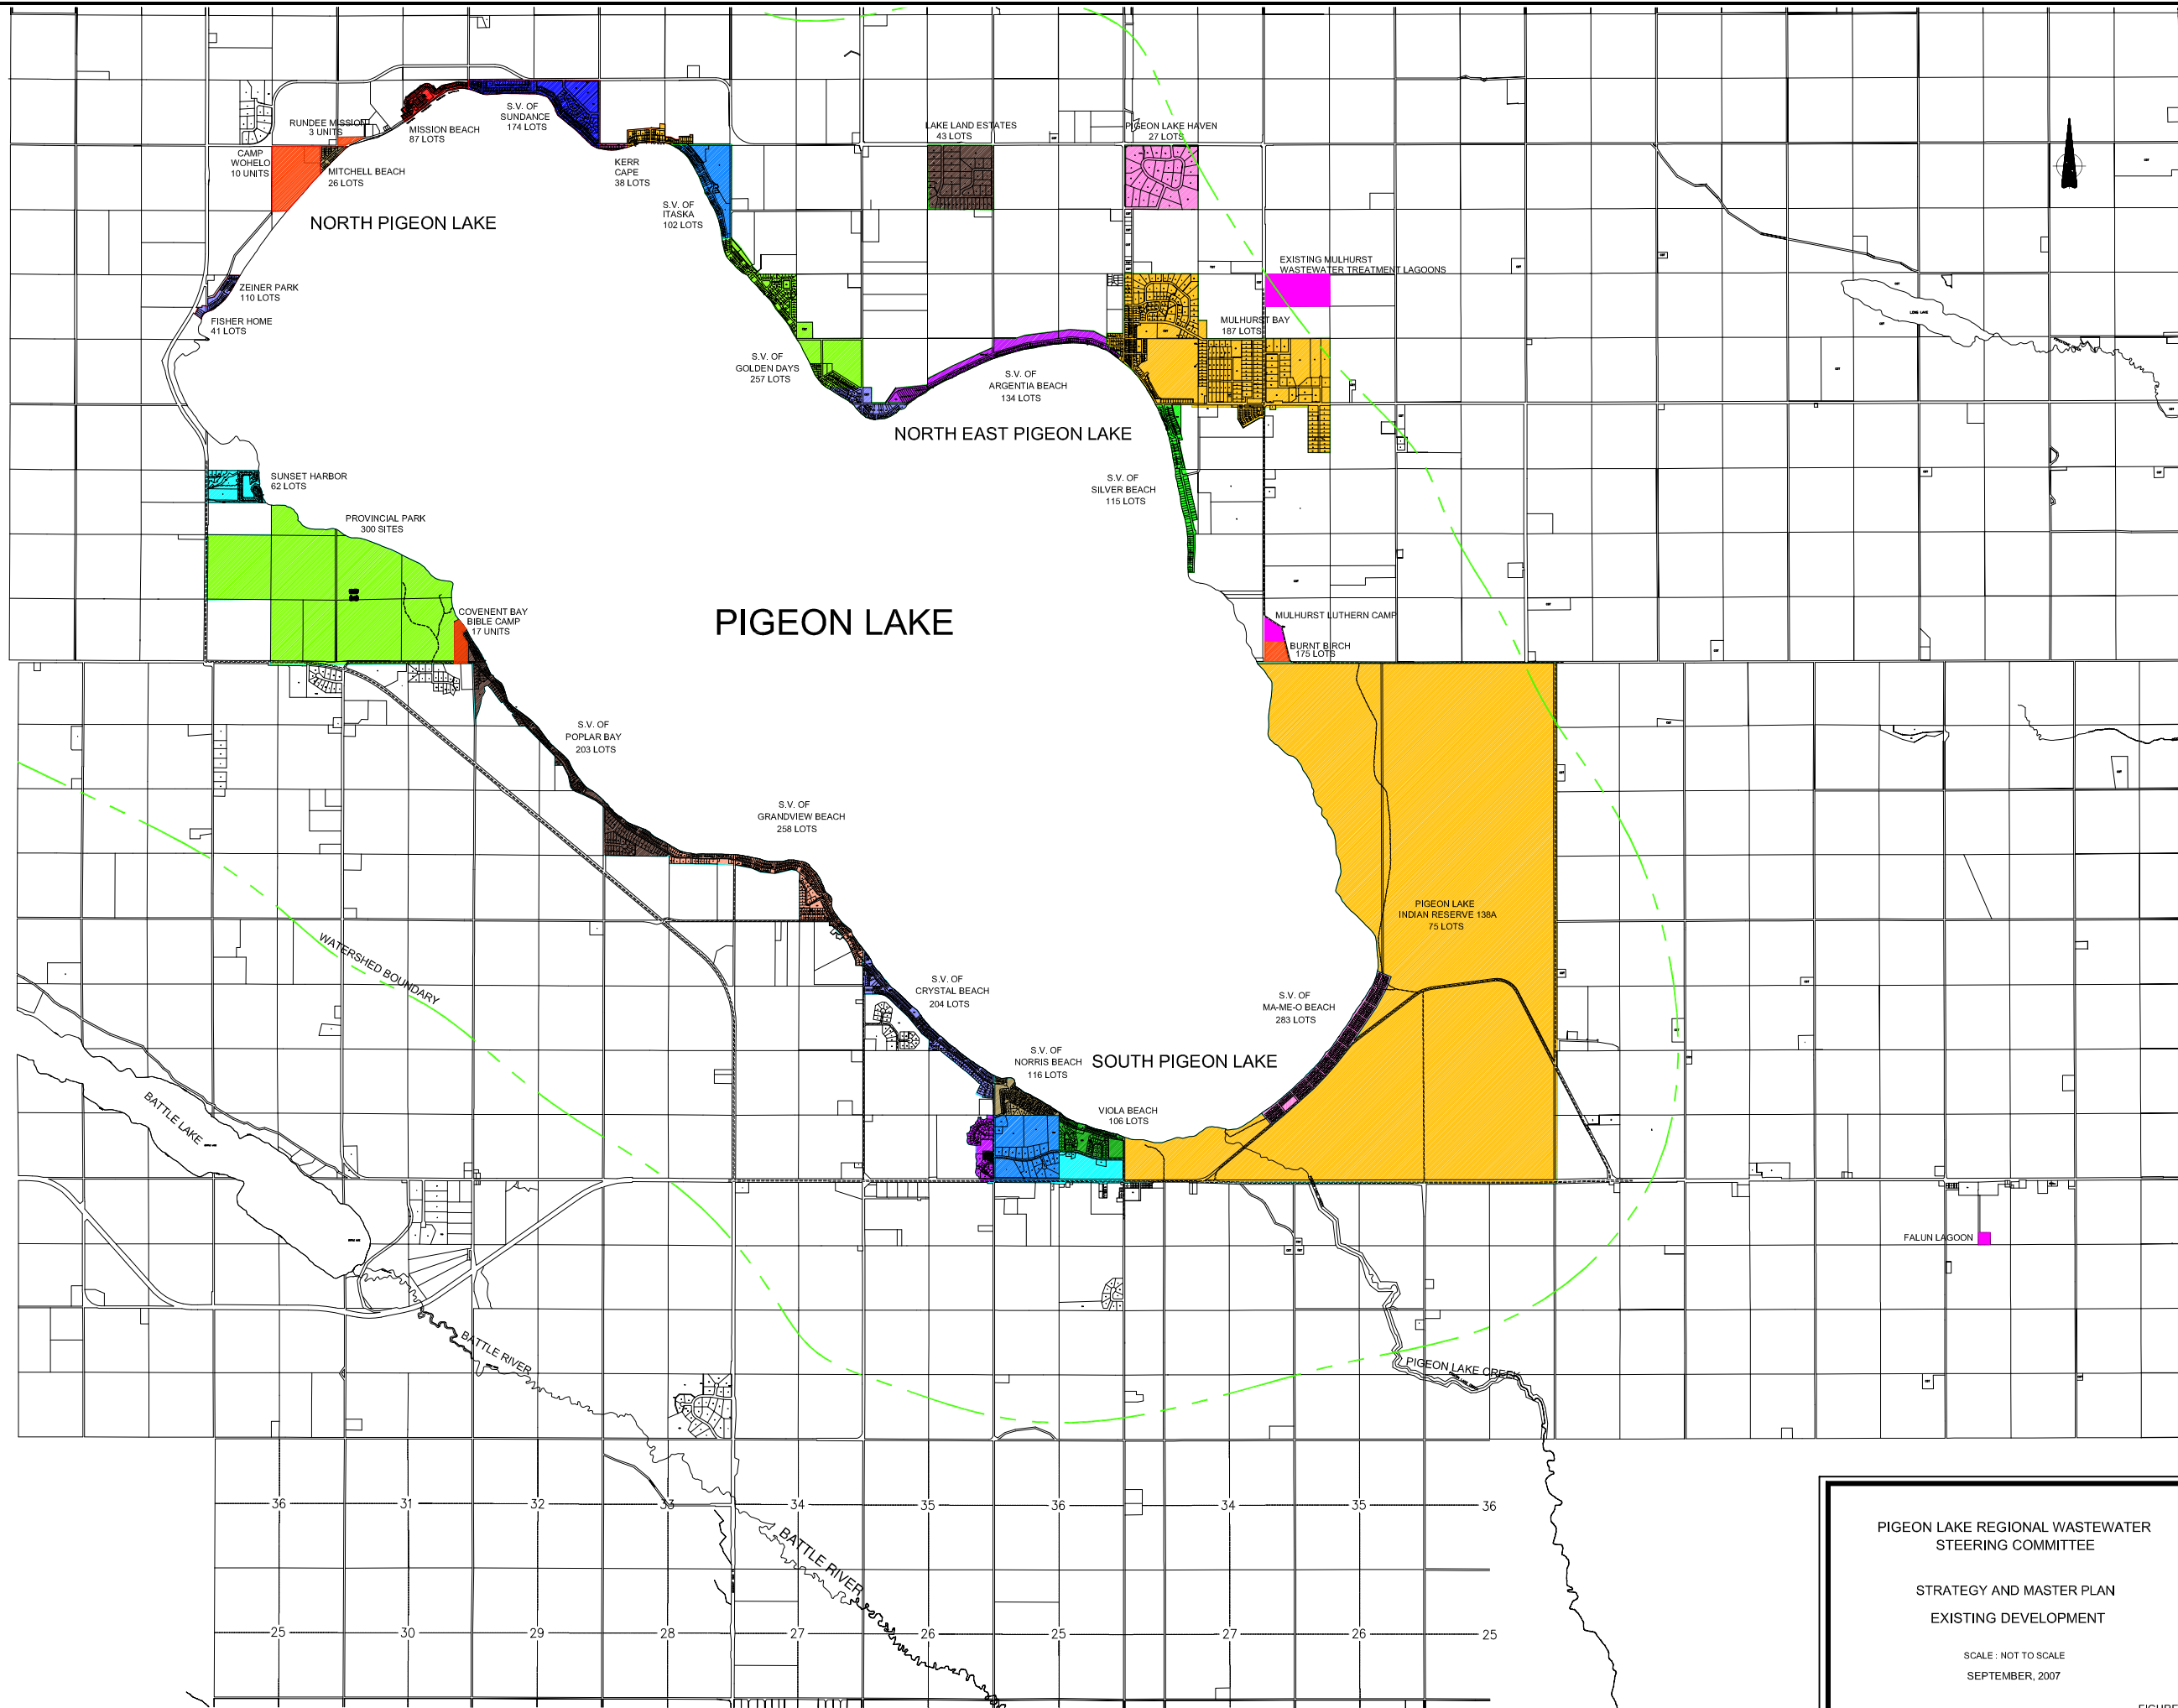 RUNDEE MISSION
3 UNITS
MISSION BEACH
87 LOTS
S.V. OF
SUNDANCE
174 LOTS
CAMP
WOHELO
10 UNITS
MITCHELL BEACH
26 LOTS
KERR
CAPE
38 LOTS
LAKE LAND ESTATES
43 LOTS
PIGEON LAKE HAVEN
27 LOTS
NORTH PIGEON LAKE
S.V. OF
ITASKA
102 LOTS
ZEINER PARK
110 LOTS
FISHER HOME
41 LOTS
EXISTING MULHURST
WASTEWATER TREATMENT LAGOONS
MULHURST BAY
187 LOTS
S.V. OF
GOLDEN DAYS
257 LOTS
S.V. OF
ARGENTIA BEACH
134 LOTS
NORTH EAST PIGEON LAKE
SUNSET HARBOR
62 LOTS
S.V. OF
SILVER BEACH
115 LOTS
PROVINCIAL PARK
300 SITES
COVENENT BAY
BIBLE CAMP
17 UNITS
PIGEON LAKE
MULHURST LUTHERN CAMP
BURNT BIRCH
175 LOTS
S.V. OF
POPLAR BAY
203 LOTS
S.V. OF
GRANDVIEW BEACH
258 LOTS
PIGEON LAKE
INDIAN RESERVE 138A
75 LOTS
WATERSHED BOUNDARY
S.V. OF
CRYSTAL BEACH
204 LOTS
S.V. OF
MA-ME-O BEACH
283 LOTS
S.V. OF
NORRIS BEACH
116 LOTS
SOUTH PIGEON LAKE
BATTLE LAKE
VIOLA BEACH
106 LOTS
FALUN LAGOON
BATTLE RIVER
PIGEON LAKE CREEK
36 31 32 33 34 35 36 34 35 36
BATTLE RIVER
25 30 29 28 27 26 25 27 26 25
PIGEON LAKE REGIONAL WASTEWATER
STEERING COMMITTEE
STRATEGY AND MASTER PLAN
EXISTING DEVELOPMENT
SCALE : NOT TO SCALE
SEPTEMBER, 2007
FIGURE